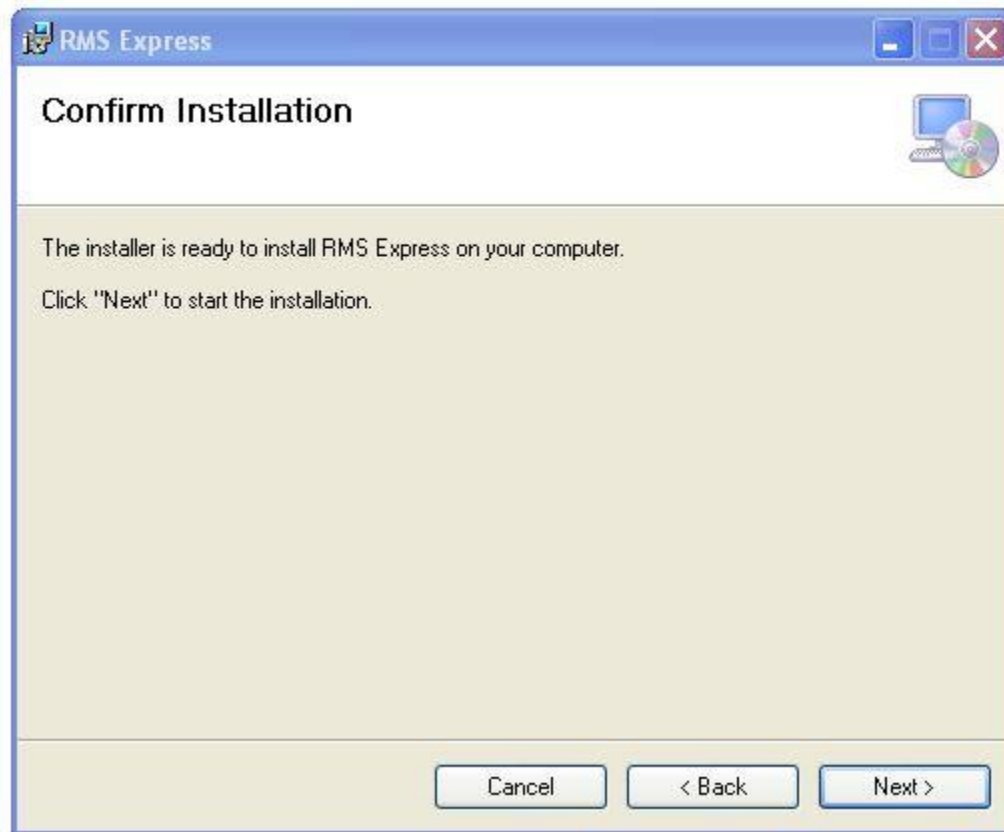 RMS Express
Confirm Installation
The installer is ready to install RMS Express on your computer.
Click "Next" to start the installation.
Cancel
< Back
Next >